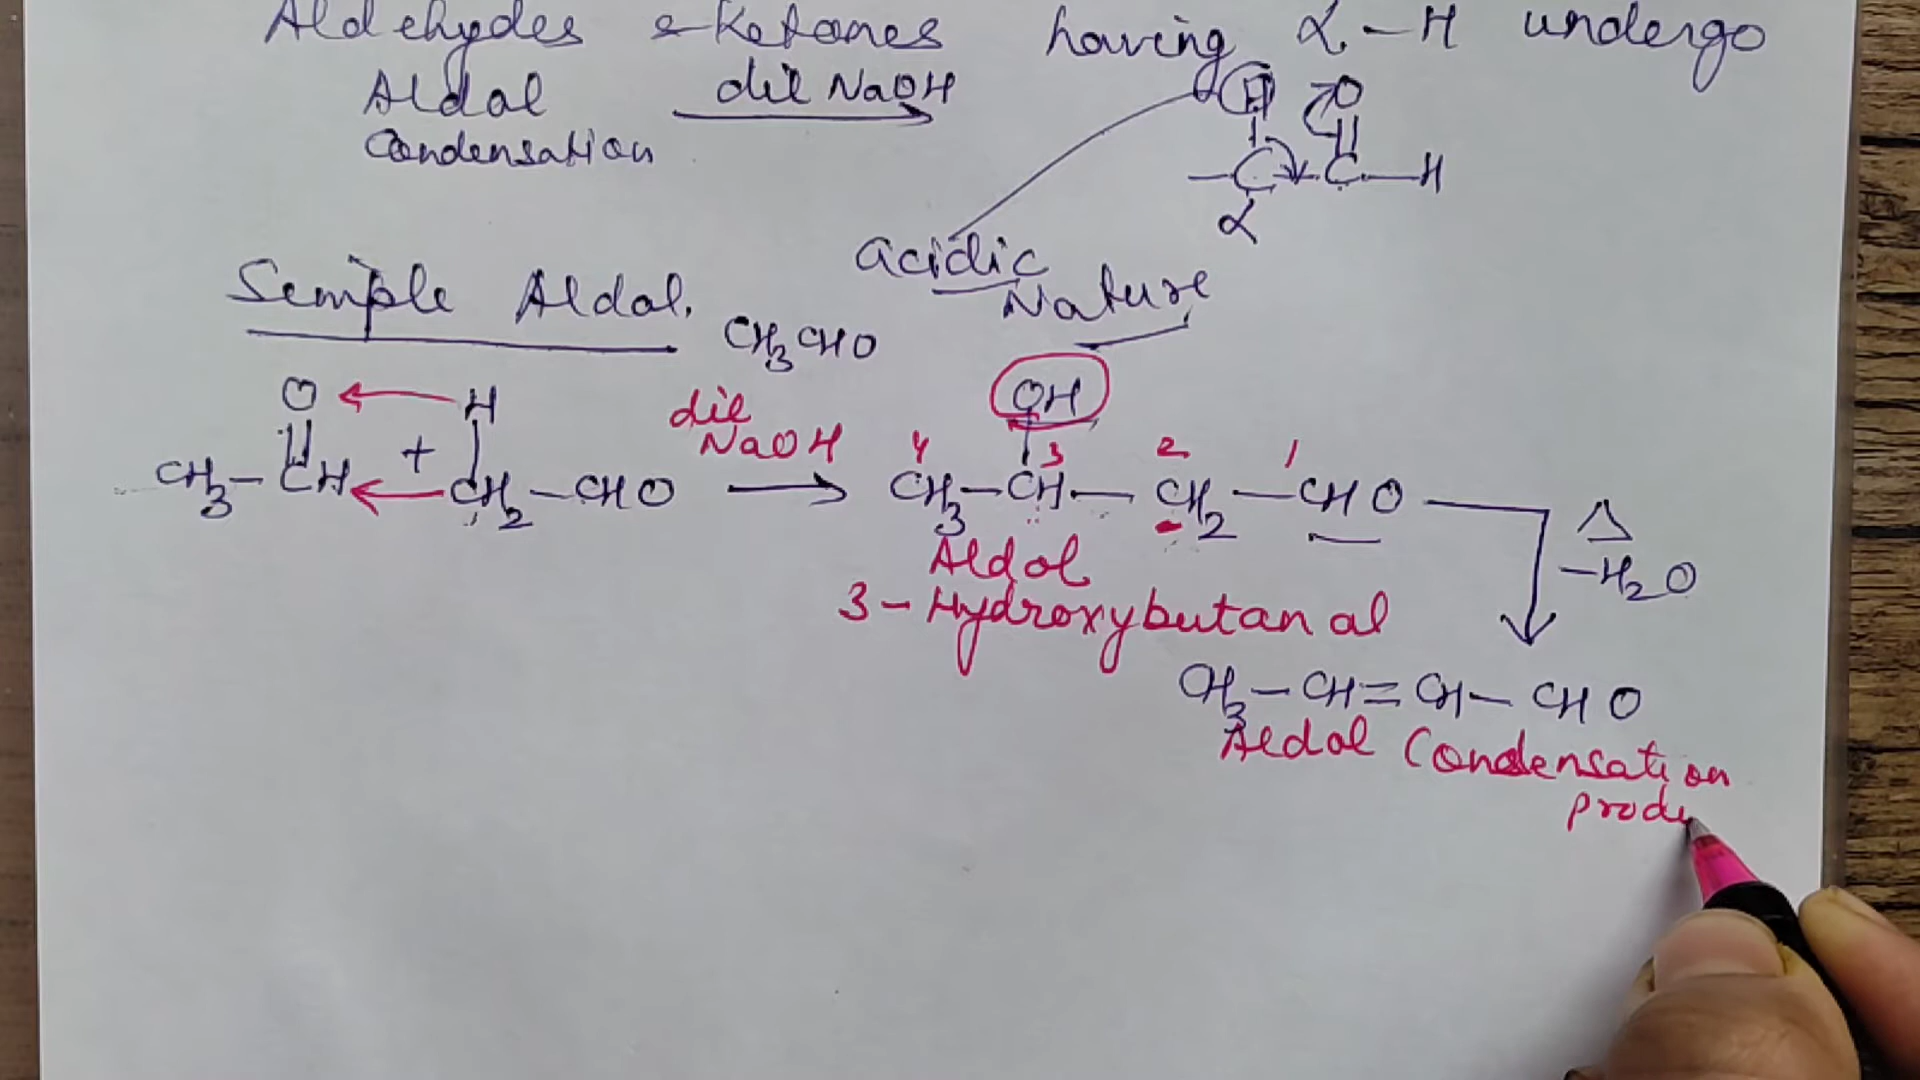 Aldehydes & Ketones having α-H undergo
Aldol dil NaOH
Condensation
H O
— C — C — H
α
acidic
Nature
Simple Aldol.
CH₃CHO
O H OH
dil
NaOH 4 3 2 1
CH₃ — CH + CH₂ — CHO → CH₃ — CH — CH₂ — CHO
Δ
-H₂O
Aldol
3-Hydroxybutanal
CH₃ — CH = CH — CHO
Aldol Condensation
produ